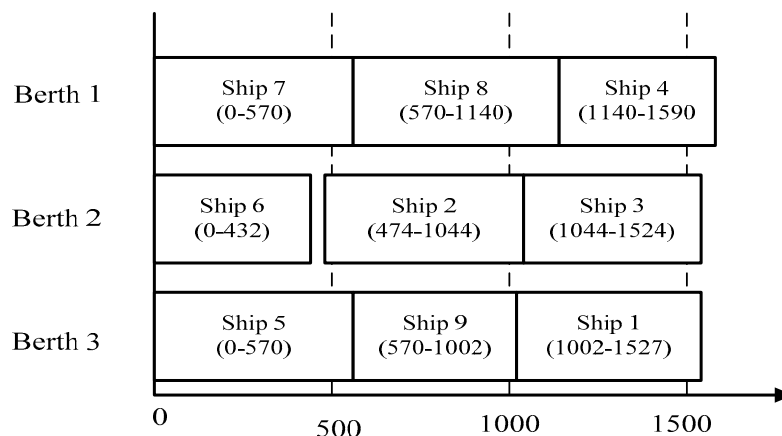 Berth 1
Ship 7
(0-570)
Ship 8
(570-1140)
Ship 4
(1140-1590
Berth 2
Ship 6
(0-432)
Ship 2
(474-1044)
Ship 3
(1044-1524)
Berth 3
Ship 5
(0-570)
Ship 9
(570-1002)
Ship 1
(1002-1527)
0
500
1000
1500